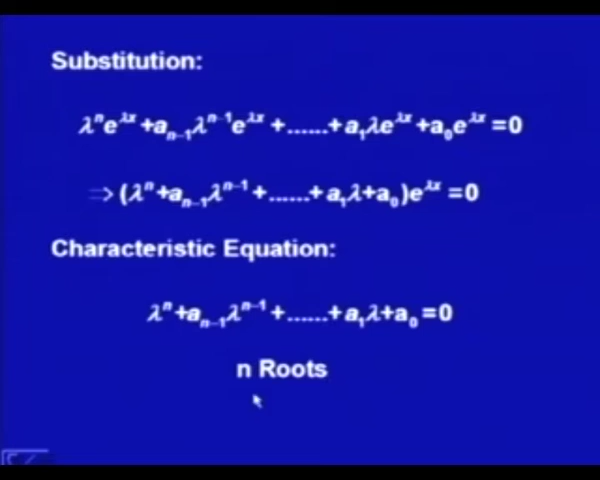 Substitution:
λⁿe^{λx}+a_{n−1}λ^{n−1}e^{λx}+......+a₁λe^{λx}+a₀e^{λx}=0
⇒(λⁿ+a_{n−1}λ^{n−1}+......+a₁λ+a₀)e^{λx}=0
Characteristic Equation:
λⁿ+a_{n−1}λ^{n−1}+......+a₁λ+a₀=0
n Roots